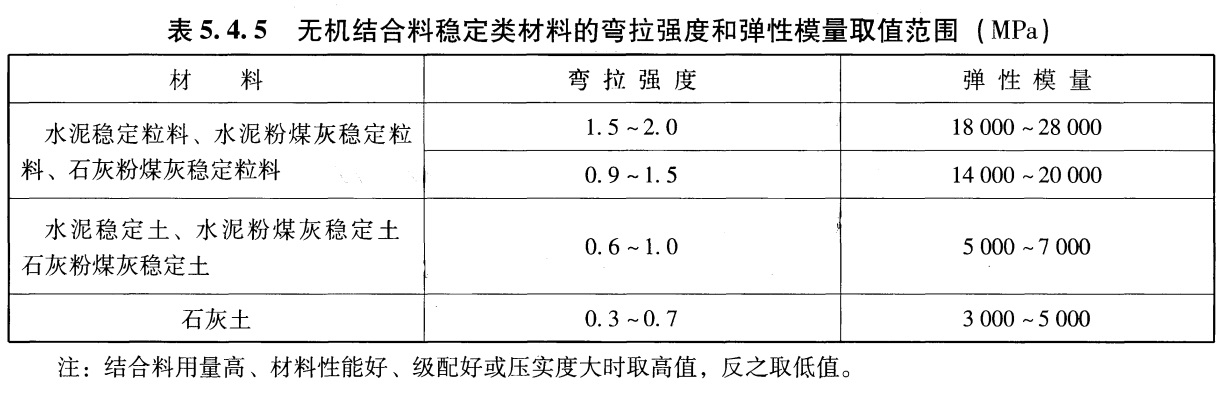 表 5.4.5 无机结合料稳定类材料的弯拉强度和弹性模量取值范围 (MPa)
材 料 弯拉强度 弹性模量
水泥稳定粒料、水泥粉煤灰稳定粒
料、石灰粉煤灰稳定粒料
1.5~2.0 18 000~28 000
0.9~1.5 14 000~20 000
水泥稳定土、水泥粉煤灰稳定土
石灰粉煤灰稳定土
0.6~1.0 5 000~7 000
石灰土 0.3~0.7 3 000~5 000
注：结合料用量高、材料性能好、级配好或压实度大时取高值，反之取低值。